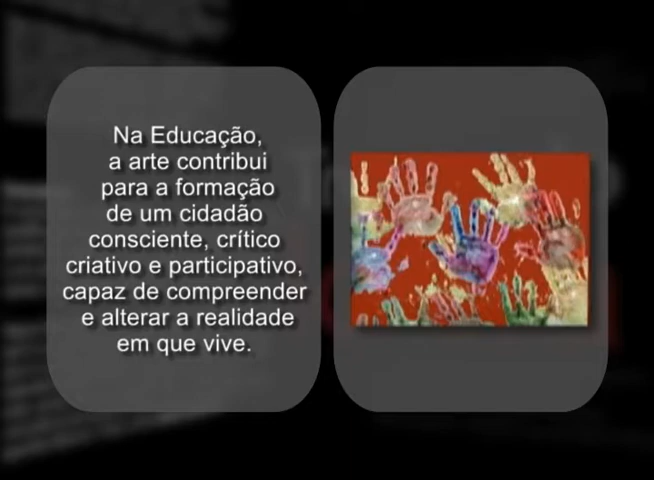 Na Educação,
a arte contribui
para a formação
de um cidadão
consciente, crítico
criativo e participativo,
capaz de compreender
e alterar a realidade
em que vive.